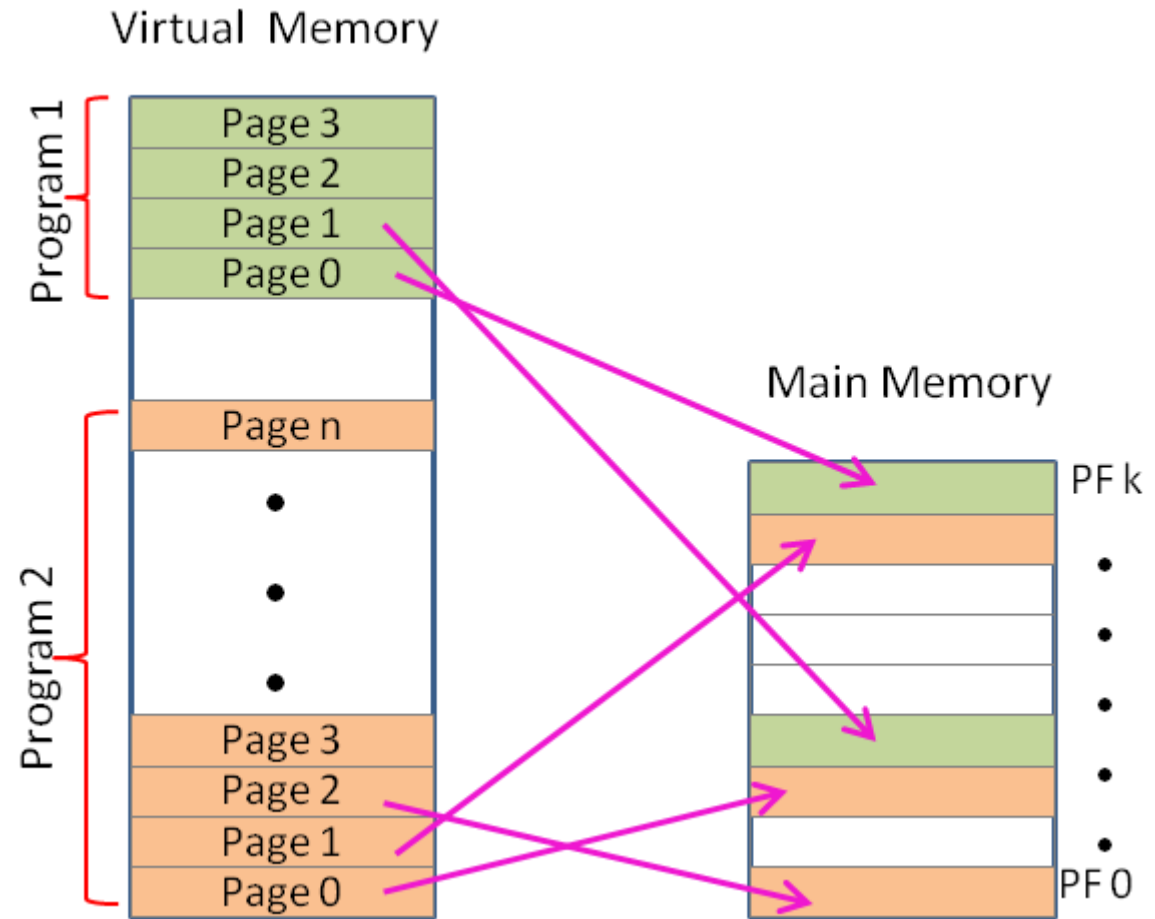 Virtual Memory
Program 1
Page 3
Page 2
Page 1
Page 0
Program 2
Page n
Page 3
Page 2
Page 1
Page 0
Main Memory
PF k
PF 0